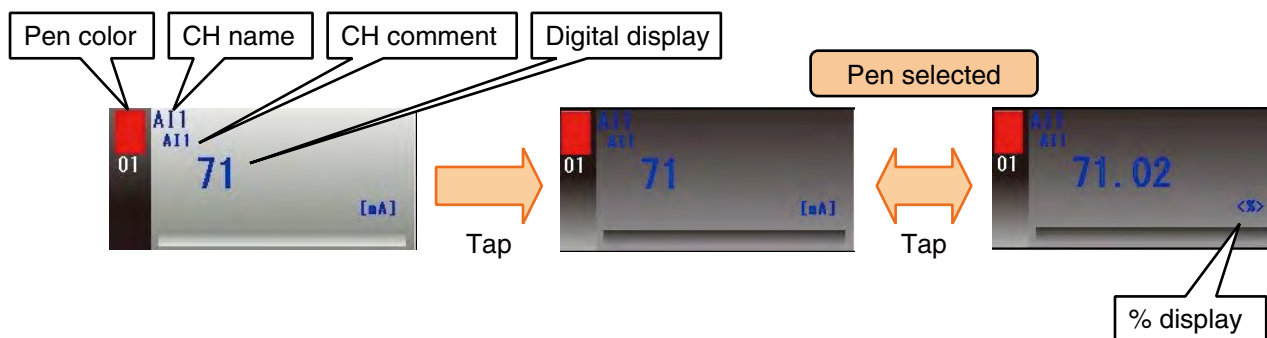 Pen color
CH name
CH comment
Digital display
Pen selected
AI1
AI1
01
71
[mA]
AI1
AI1
01
71
[mA]
AI1
AI1
01
71.02
<%>
Tap
Tap
% display